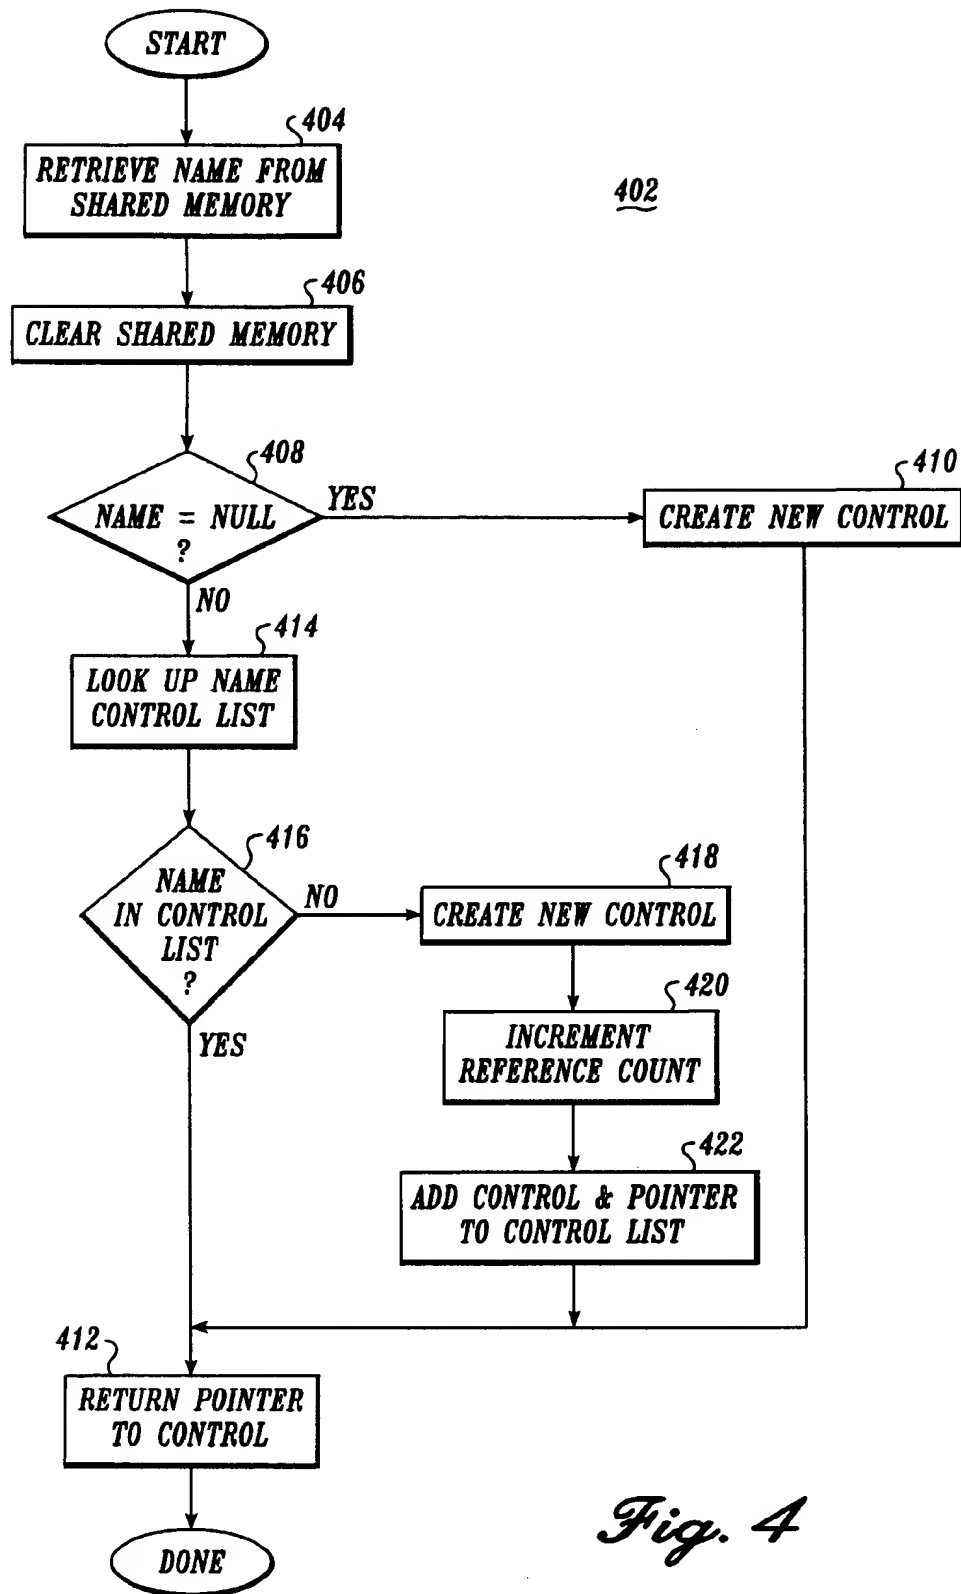 START
404
RETRIEVE NAME FROM
SHARED MEMORY
402
406
CLEAR SHARED MEMORY
408
NAME = NULL
?
YES
NO
410
CREATE NEW CONTROL
414
LOOK UP NAME
CONTROL LIST
416
NAME
IN CONTROL
LIST
?
NO
YES
418
CREATE NEW CONTROL
420
INCREMENT
REFERENCE COUNT
422
ADD CONTROL & POINTER
TO CONTROL LIST
412
RETURN POINTER
TO CONTROL
DONE
Fig. 4